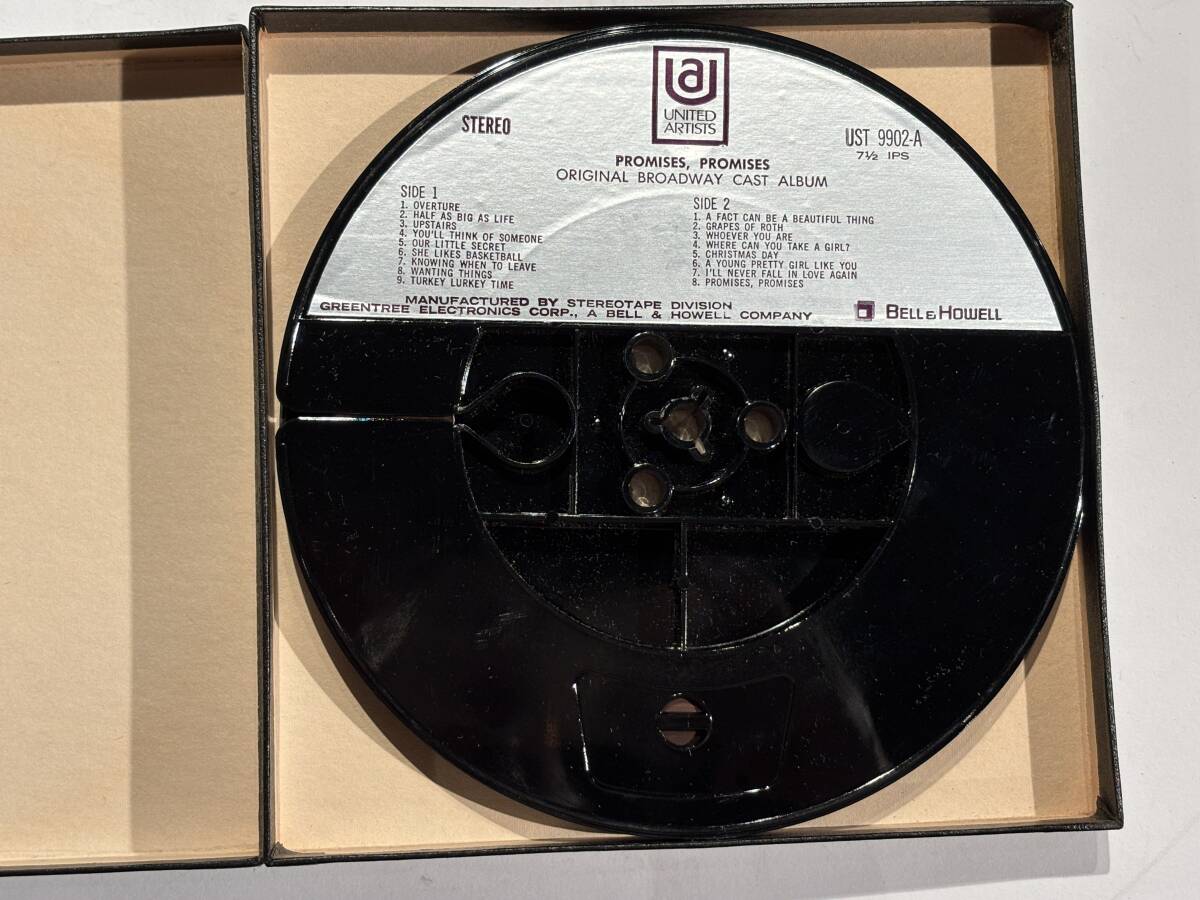 ua
UNITED
ARTISTS
STEREO
UST 9902-A
7½ IPS
PROMISES, PROMISES
ORIGINAL BROADWAY CAST ALBUM
SIDE 1
1. OVERTURE
2. HALF AS BIG AS LIFE
3. UPSTAIRS
4. YOU'LL THINK OF SOMEONE
5. OUR LITTLE SECRET
6. SHE LIKES BASKETBALL
7. KNOWING WHEN TO LEAVE
8. WANTING THINGS
9. TURKEY LURKEY TIME
SIDE 2
1. A FACT CAN BE A BEAUTIFUL THING
2. GRAPES OF ROTH
3. WHOEVER YOU ARE
4. WHERE CAN YOU TAKE A GIRL?
5. CHRISTMAS DAY
6. A YOUNG PRETTY GIRL LIKE YOU
7. I'LL NEVER FALL IN LOVE AGAIN
8. PROMISES, PROMISES
MANUFACTURED BY STEREOTAPE DIVISION
GREENTREE ELECTRONICS CORP., A BELL & HOWELL COMPANY
BELL & HOWELL